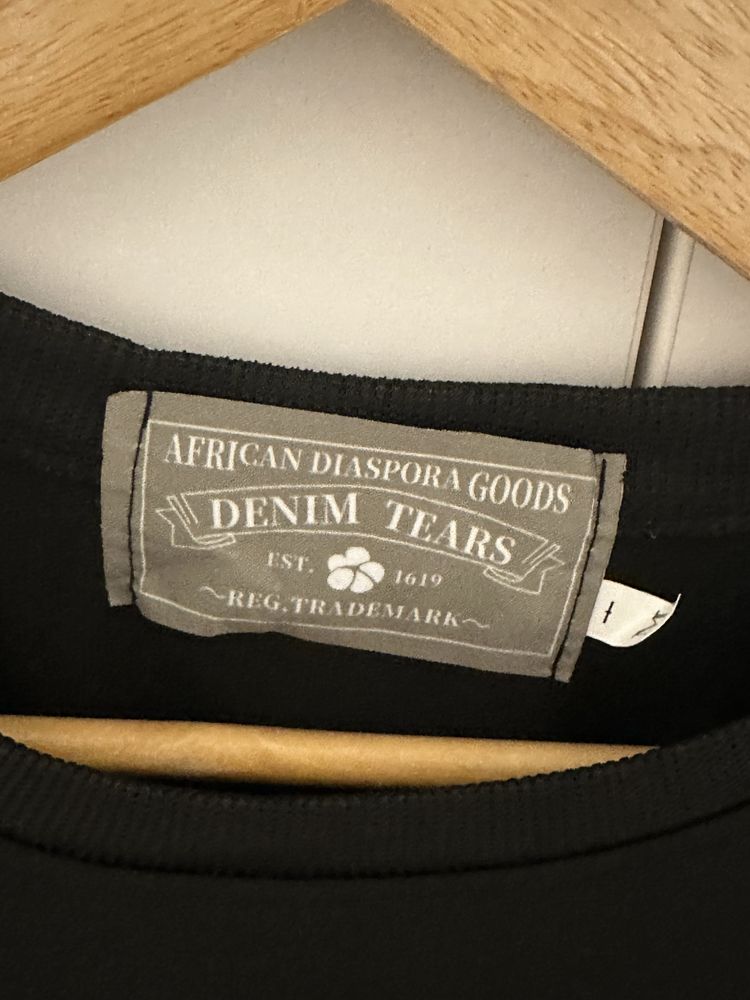 AFRICAN DIASPORA GOODS
DENIM TEARS
EST. 1619
~REG. TRADEMARK~